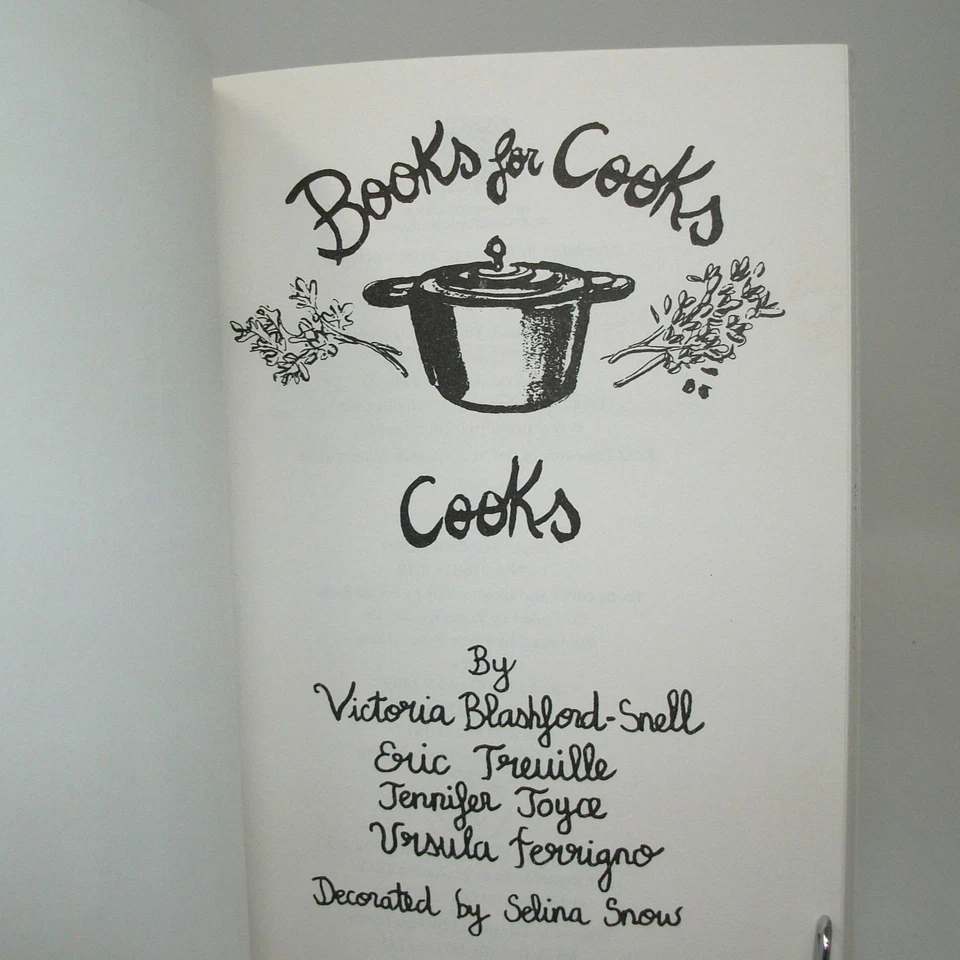 Books for Cooks
Cooks
By
Victoria Blashford-Snell
Eric Treuille
Jennifer Joyce
Ursula Ferrigno
Decorated by Selina Snow